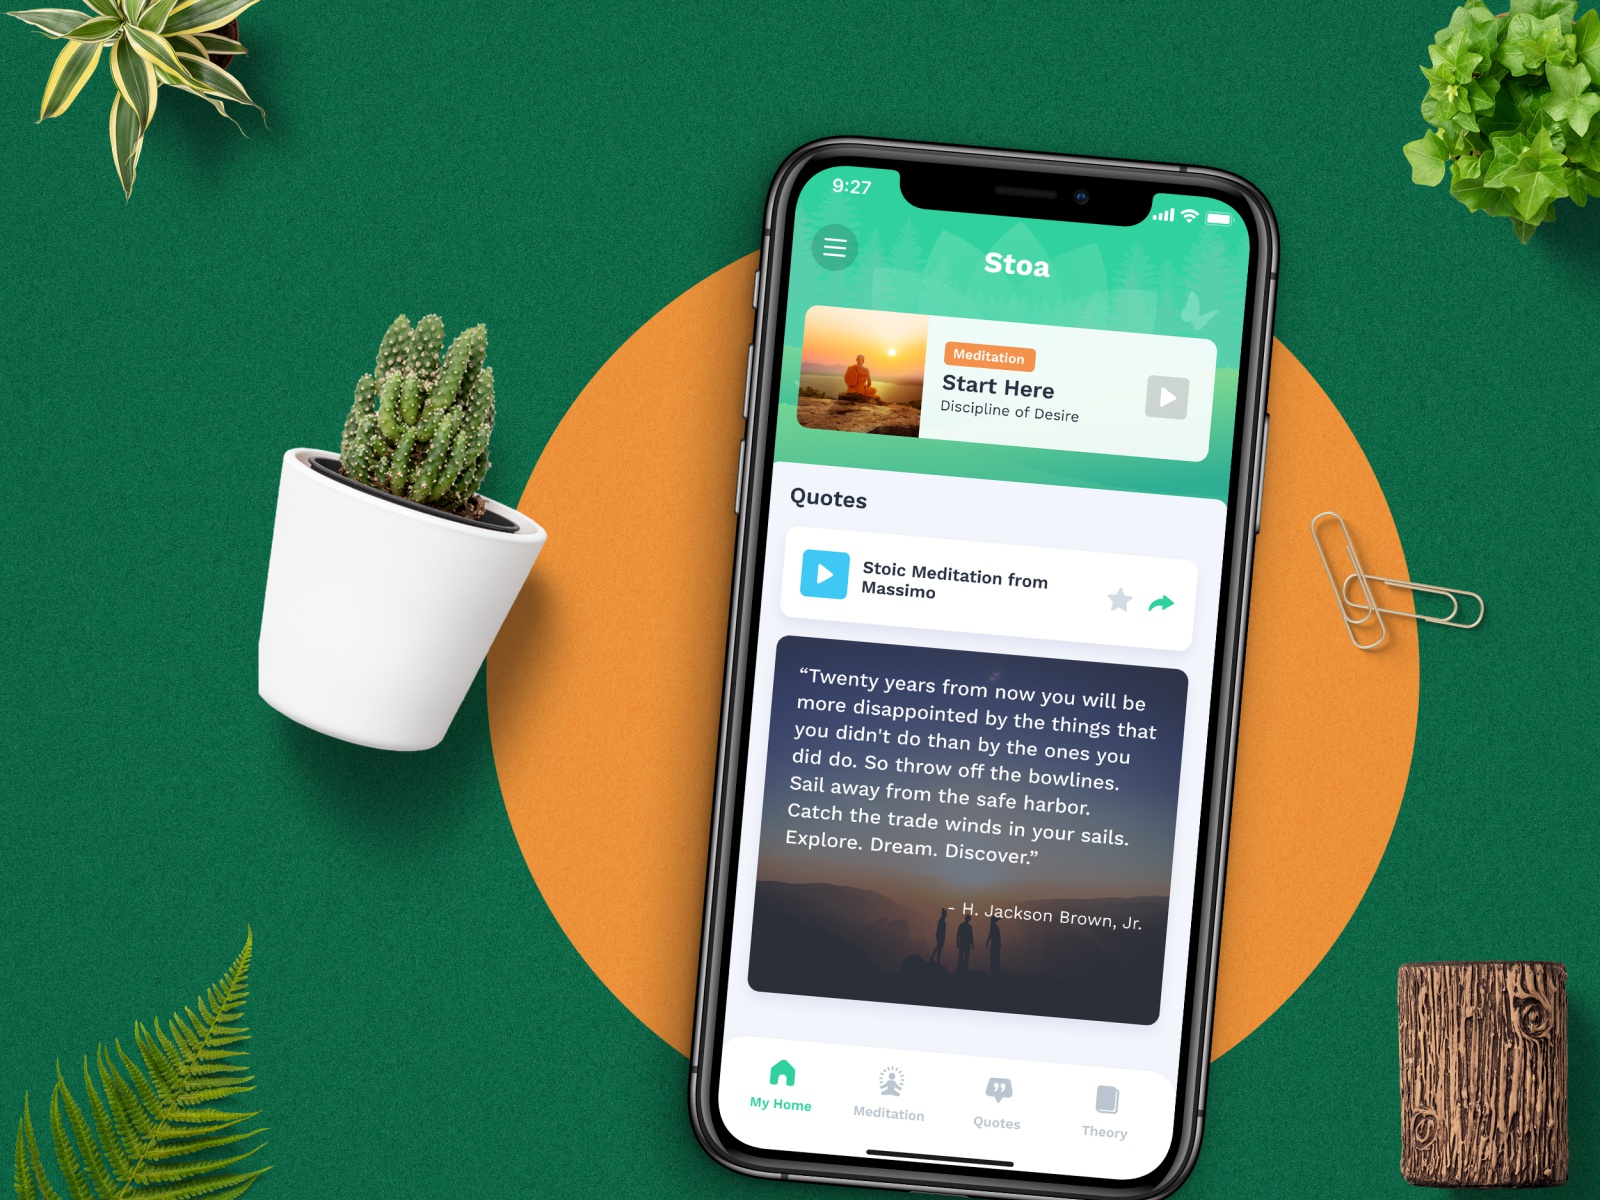 9:27
Stoa
Meditation
Start Here
Discipline of Desire
Quotes
Stoic Meditation from
Massimo
“Twenty years from now you will be
more disappointed by the things that
you didn't do than by the ones you
did do. So throw off the bowlines.
Sail away from the safe harbor.
Catch the trade winds in your sails.
Explore. Dream. Discover.”
- H. Jackson Brown, Jr.
My Home
Meditation
Quotes
Theory